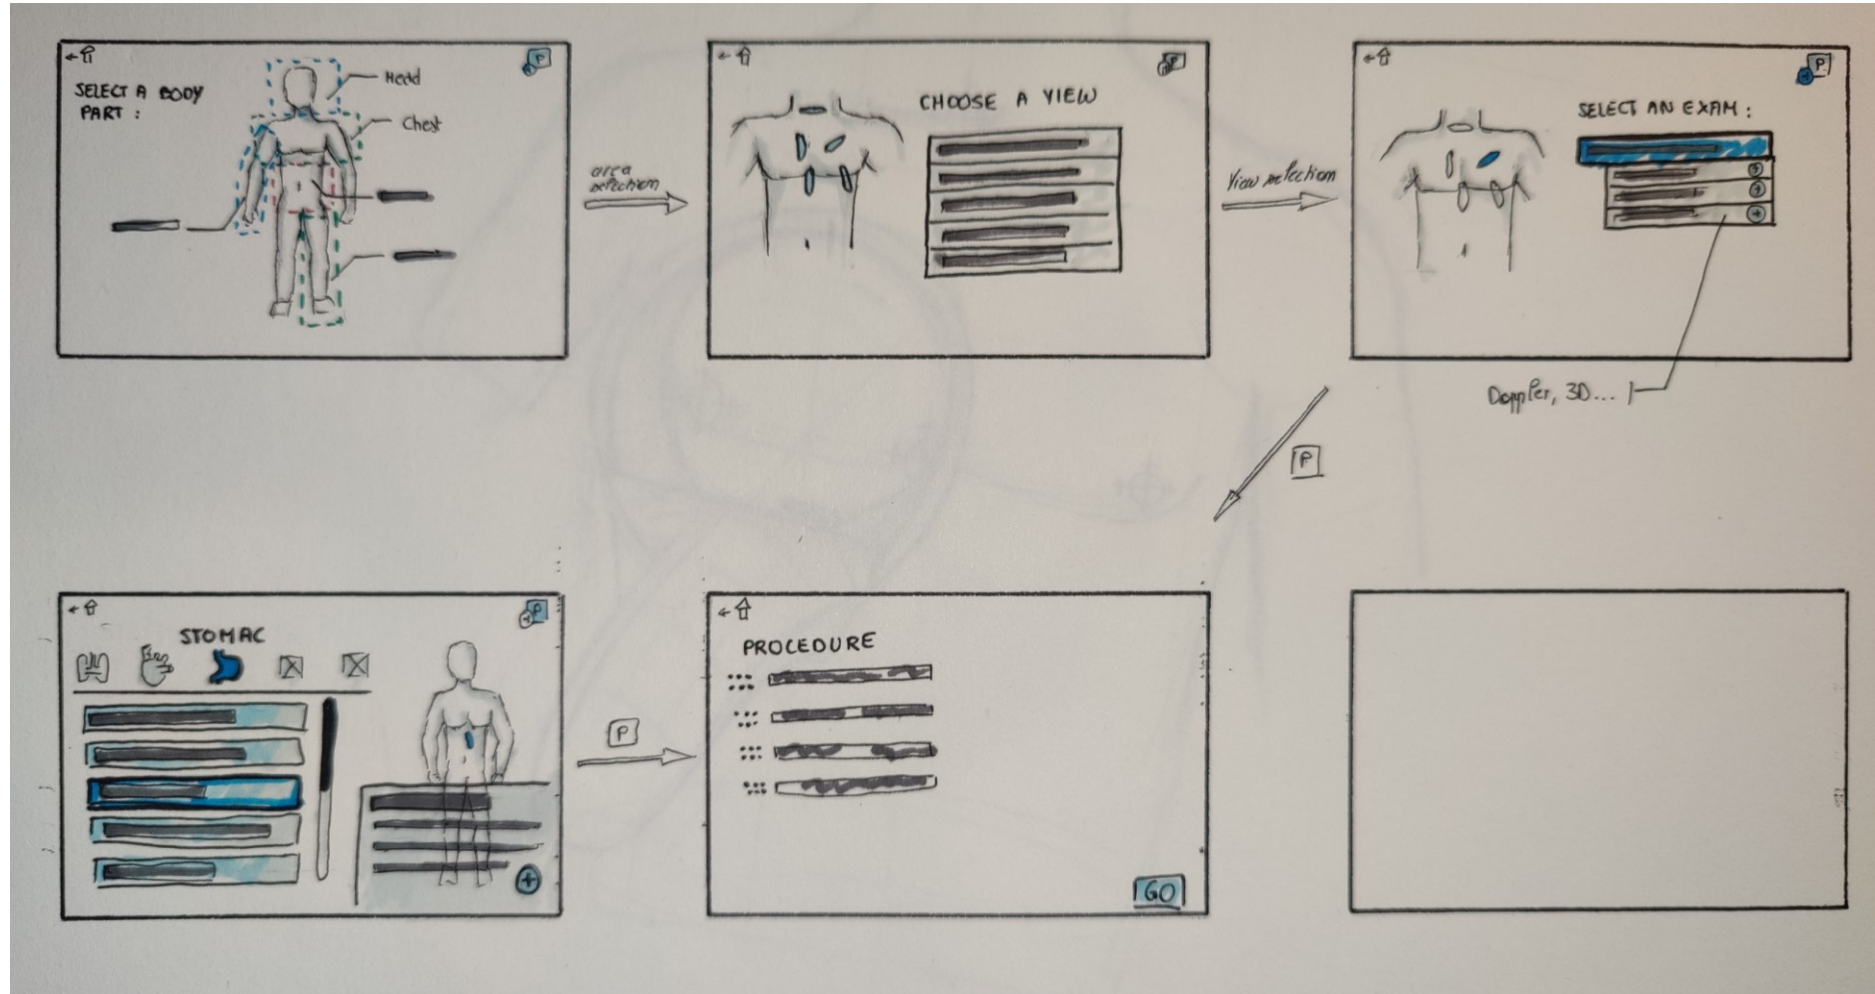 SELECT A BODY
PART :
Head
Chest
P
area
selection
CHOOSE A VIEW
P
View selection
SELECT AN EXAM :
P
Doppler, 3D...
P
STOMAC
P
P
PROCEDURE
GO